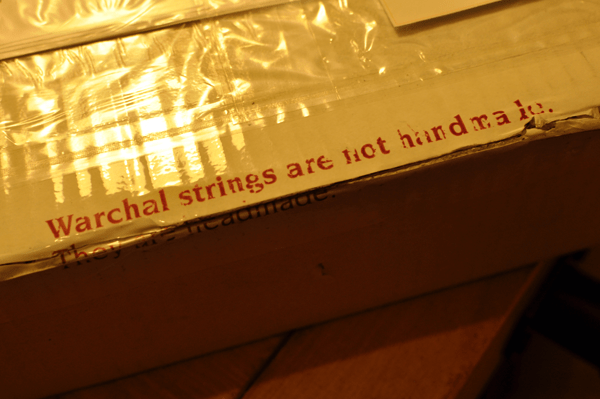 Warchal strings are not handmade.
They are headmade.